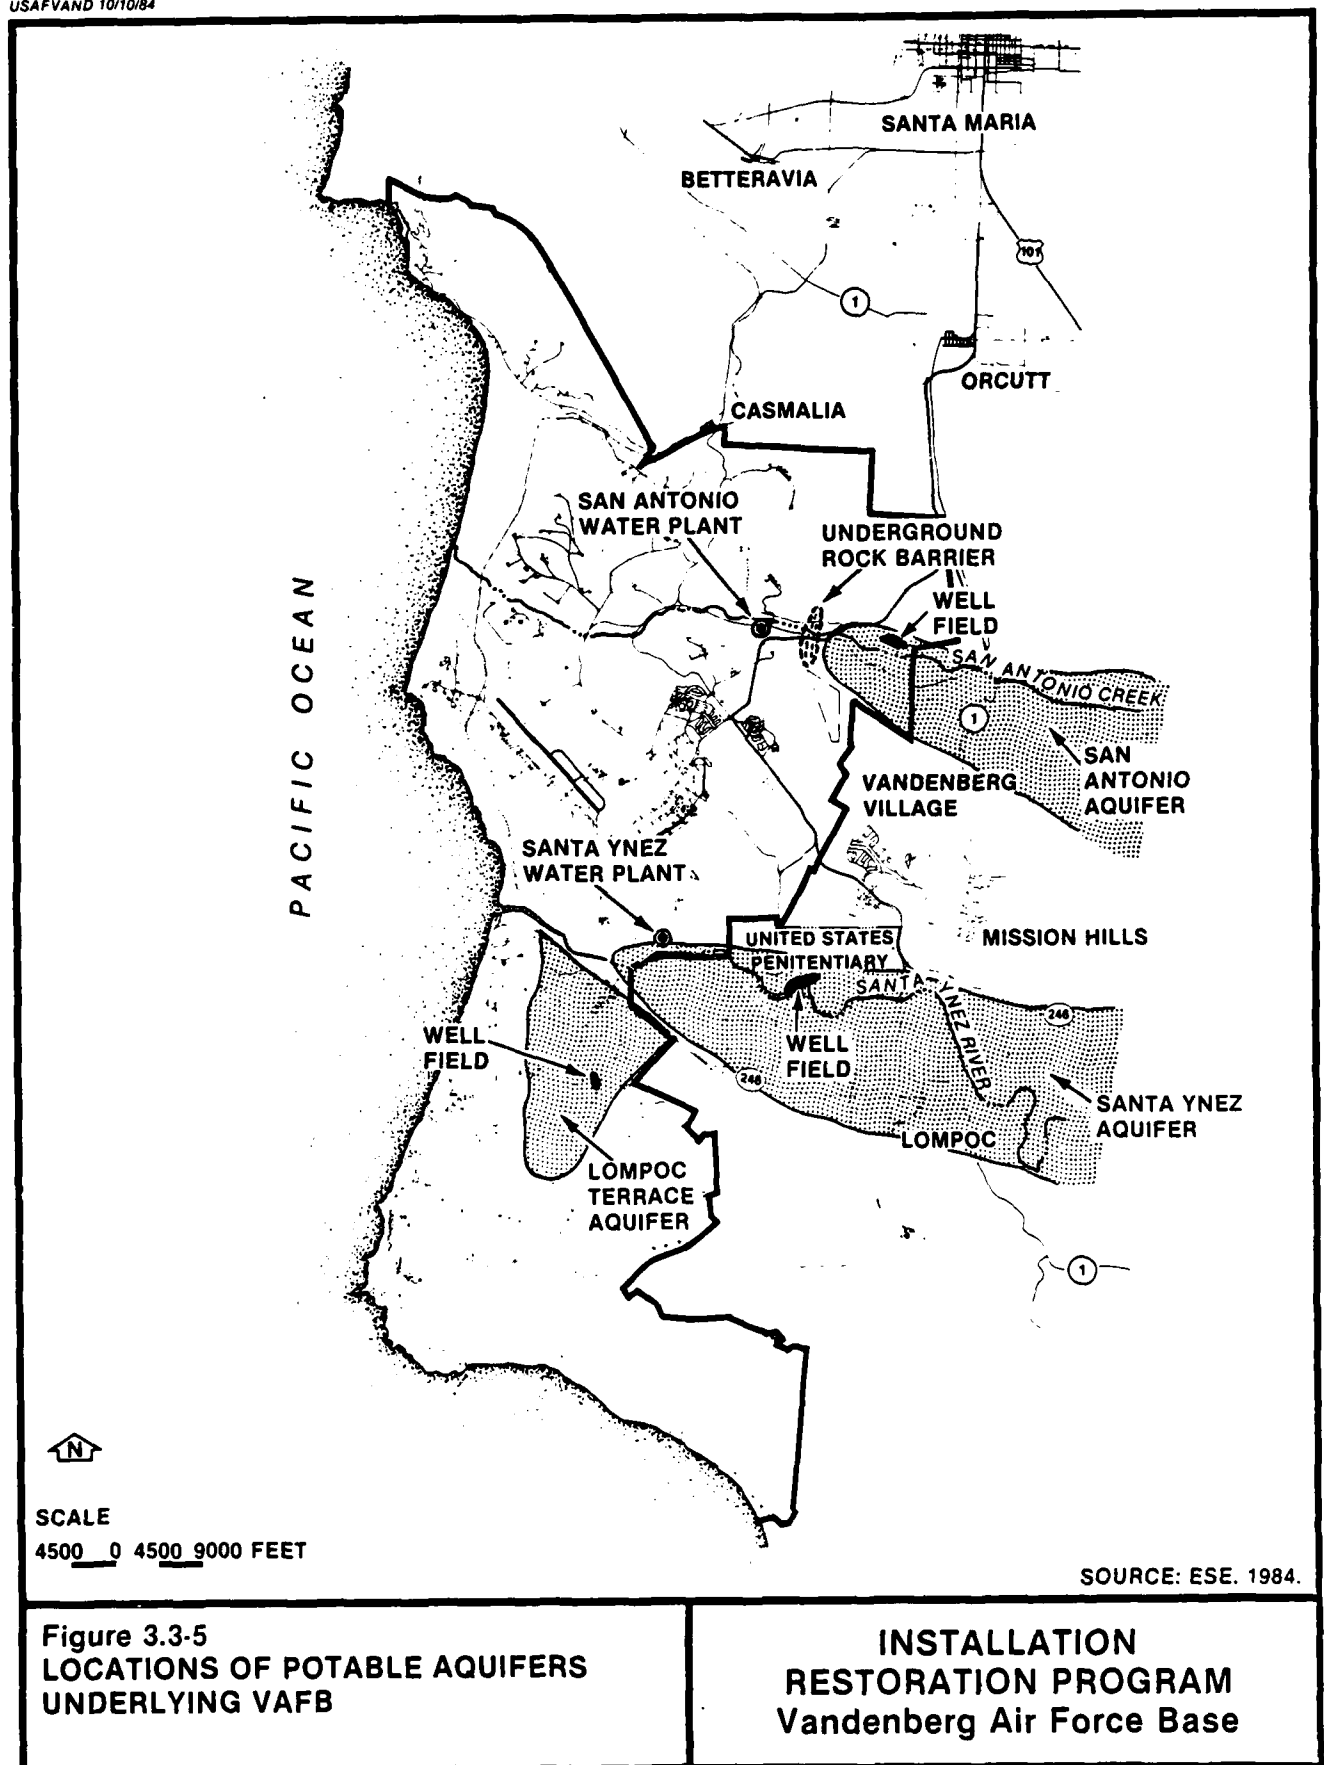 USAFVAND 10/10/84
SANTA MARIA
BETTERAVIA
101
1
ORCUTT
CASMALIA
SAN ANTONIO
WATER PLANT
UNDERGROUND
ROCK BARRIER
WELL
FIELD
SAN ANTONIO CREEK
1
SAN
ANTONIO
AQUIFER
PACIFIC OCEAN
VANDENBERG
VILLAGE
SANTA YNEZ
WATER PLANT
UNITED STATES
PENITENTIARY
MISSION HILLS
SANTA YNEZ RIVER
246
WELL
FIELD
WELL
FIELD
246
SANTA YNEZ
AQUIFER
LOMPOC
LOMPOC
TERRACE
AQUIFER
1
N
SCALE
4500 0 4500 9000 FEET
SOURCE: ESE. 1984.
Figure 3.3-5
LOCATIONS OF POTABLE AQUIFERS
UNDERLYING VAFB
INSTALLATION
RESTORATION PROGRAM
Vandenberg Air Force Base